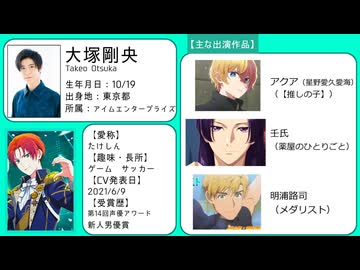 大塚剛央
Takeo Otsuka
生年月日：10/19
出身地：東京都
所属：アイムエンタープライズ
【愛称】
たけしん
【趣味・長所】
ゲーム　サッカー
【CV発表日】
2021/6/9
【受賞歴】
第14回声優アワード
新人男優賞
【主な出演作品】
アクア（星野愛久愛海）
（【推しの子】）
壬氏
（薬屋のひとりごと）
明浦路司
（メダリスト）